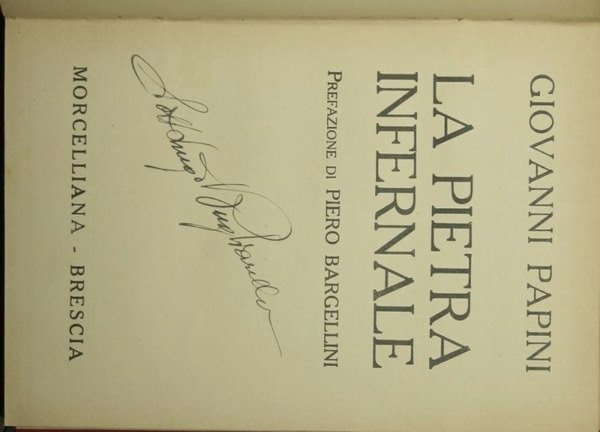 GIOVANNI PAPINI
LA PIETRA
INFERNALE
PREFAZIONE DI PIERO BARGELLINI
MORCELLIANA - BRESCIA